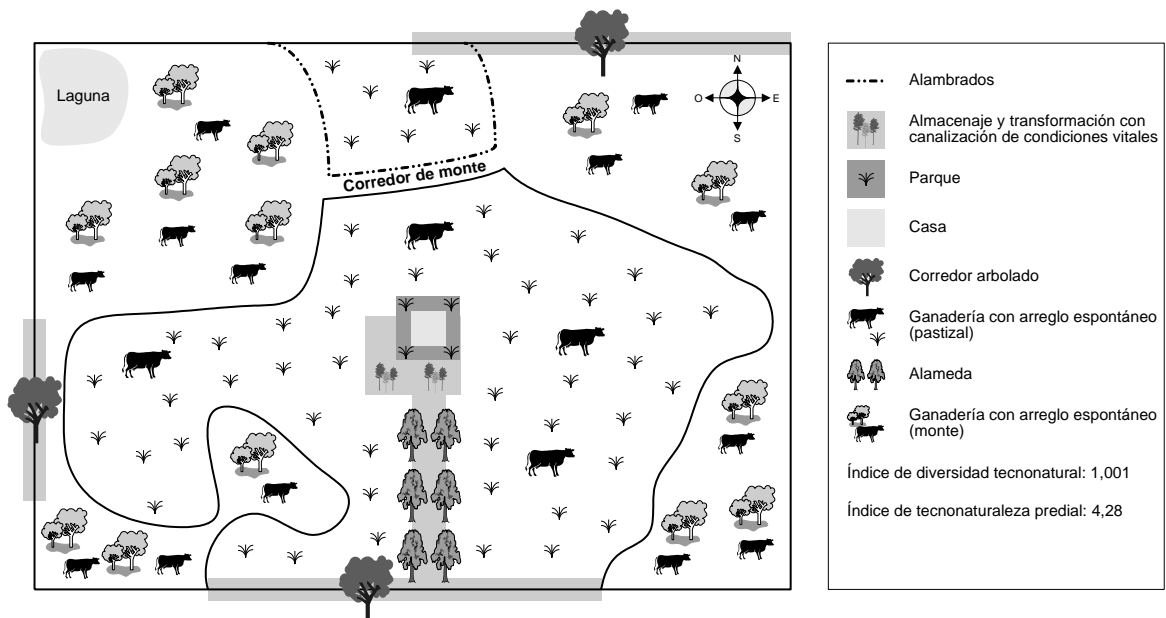 Laguna
Corredor de monte
N
O
E
S
Alambrados
Almacenaje y transformación con
canalización de condiciones vitales
Parque
Casa
Corredor arbolado
Ganadería con arreglo espontáneo
(pastizal)
Alameda
Ganadería con arreglo espontáneo
(monte)
Índice de diversidad tecnonatural: 1,001
Índice de tecnonaturaleza predial: 4,28